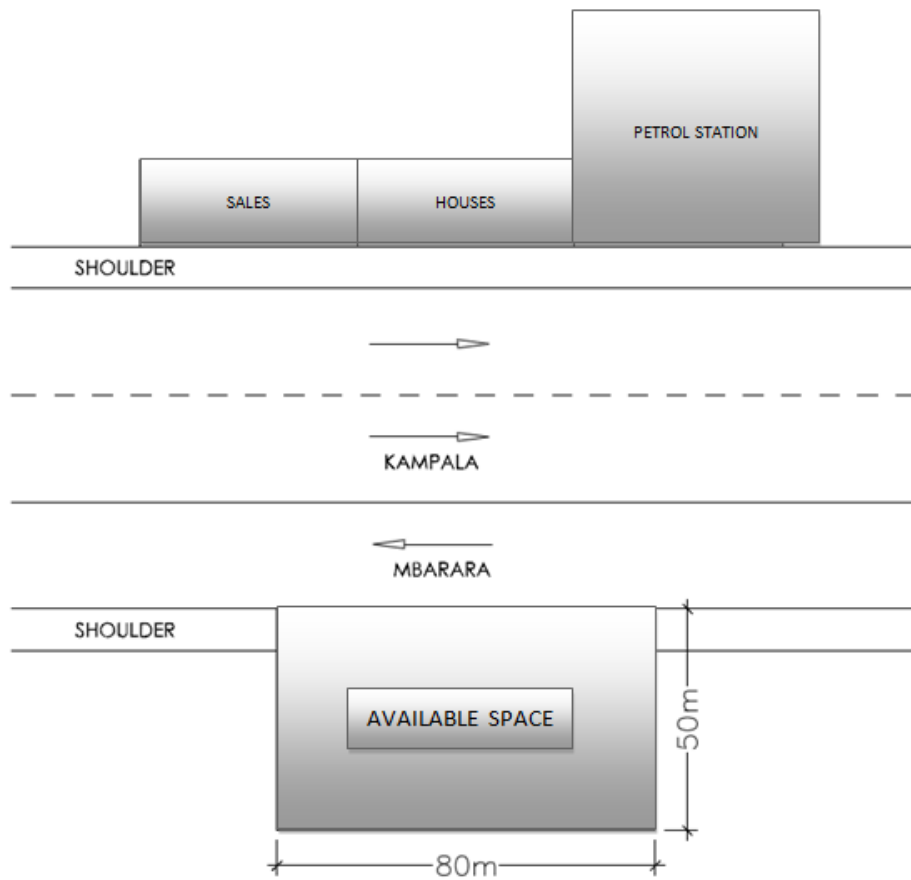 PETROL STATION
SALES
HOUSES
SHOULDER
KAMPALA
MBARARA
SHOULDER
AVAILABLE SPACE
50m
80m